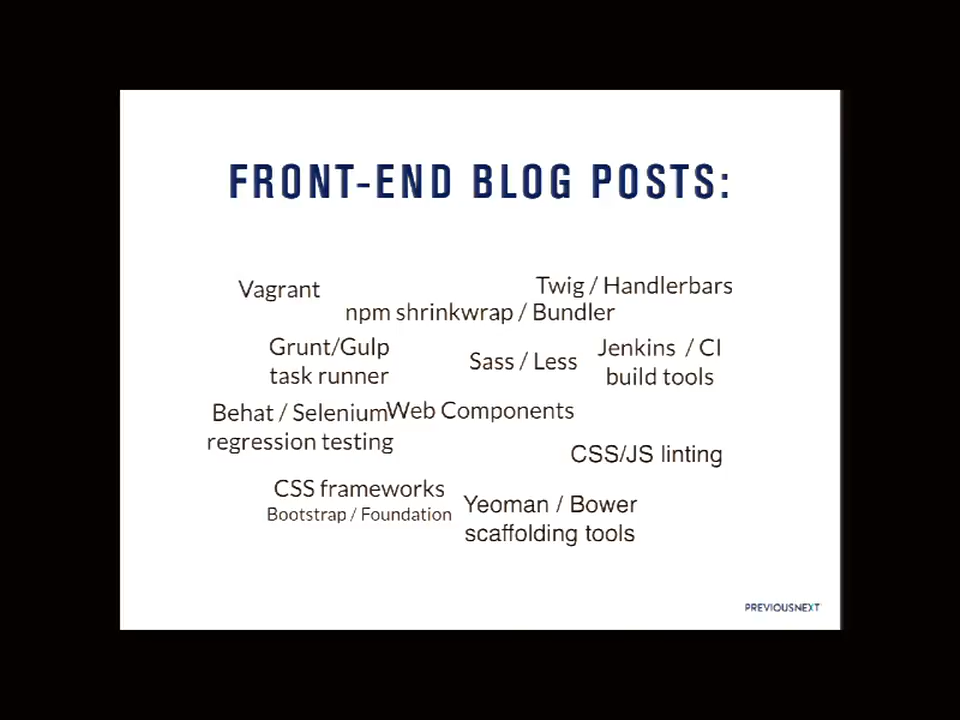 FRONT-END BLOG POSTS:
Vagrant
Twig / Handlerbars
npm shrinkwrap / Bundler
Grunt/Gulp
task runner
Sass / Less
Jenkins / CI
build tools
Behat / Selenium
regression testing
Web Components
CSS/JS linting
CSS frameworks
Bootstrap / Foundation
Yeoman / Bower
scaffolding tools
PREVIOUSNEXT